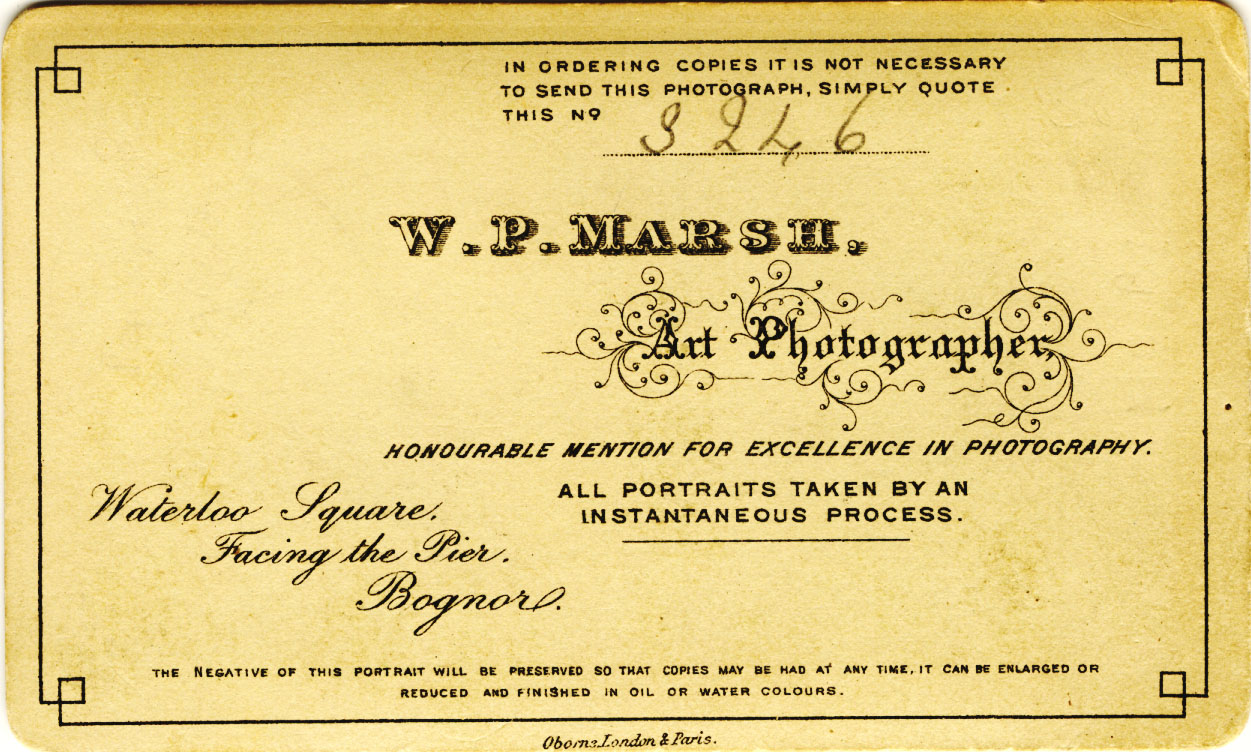 IN ORDERING COPIES IT IS NOT NECESSARY
TO SEND THIS PHOTOGRAPH, SIMPLY QUOTE
THIS Nº 3246
W. P. MARSH,
Art Photographer,
HONOURABLE MENTION FOR EXCELLENCE IN PHOTOGRAPHY.
ALL PORTRAITS TAKEN BY AN
INSTANTANEOUS PROCESS.
Waterloo Square.
Facing the Pier.
Bognor.
THE NEGATIVE OF THIS PORTRAIT WILL BE PRESERVED SO THAT COPIES MAY BE HAD AT ANY TIME, IT CAN BE ENLARGED OR
REDUCED AND FINISHED IN OIL OR WATER COLOURS.
Oborns London & Paris.